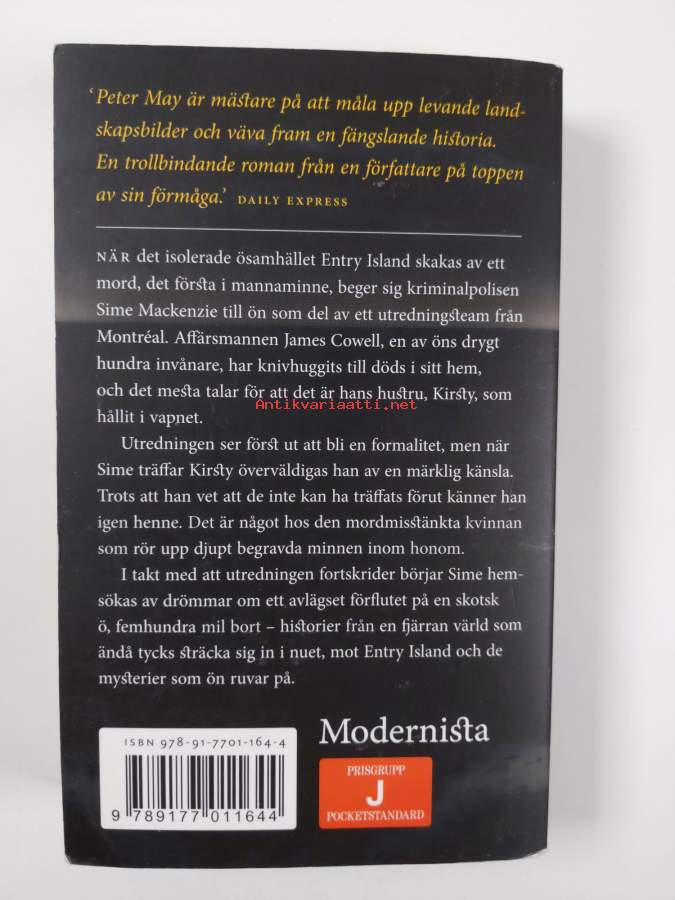 ‘Peter May är mästare på att måla upp levande land-
skapsbilder och väva fram en fängslande historia.
En trollbindande roman från en författare på toppen
av sin förmåga.’ DAILY EXPRESS
NÄR det isolerade ösamhället Entry Island skakas av ett
mord, det första i mannaminne, beger sig kriminalpolisen
Sime Mackenzie till ön som del av ett utredningsteam från
Montréal. Affärsmannen James Cowell, en av öns drygt
hundra invånare, har knivhuggits till döds i sitt hem,
och det mesta talar för att det är hans hustru, Kirsty, som
Antikvariaatti.net
hållit i vapnet.
Utredningen ser först ut att bli en formalitet, men när
Sime träffar Kirsty överväldigas han av en märklig känsla.
Trots att han vet att de inte kan ha träffats förut känner han
igen henne. Det är något hos den mordmisstänkta kvinnan
som rör upp djupt begravda minnen inom honom.
I takt med att utredningen fortskrider börjar Sime hem-
sökas av drömmar om ett avlägset förflutet på en skotsk
ö, femhundra mil bort – historier från en fjärran värld som
ändå tycks sträcka sig in i nuet, mot Entry Island och de
mysterier som ön ruvar på.
ISBN 978-91-7701-164-4
9 789177 011644
Modernista
PRISGRUPP
J
POCKETSTANDARD